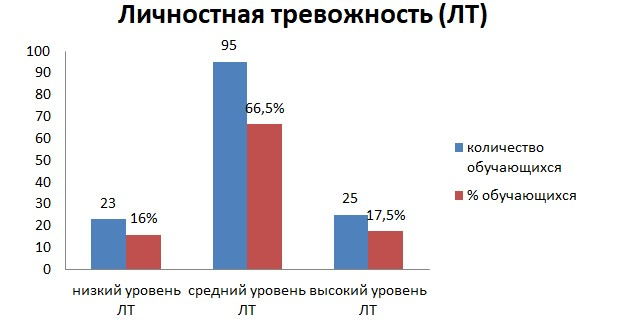 Личностная тревожность (ЛТ)
100
90
80
70
60
50
40
30
20
10
0
23
16%
95
66,5%
25
17,5%
низкий уровень
ЛТ
средний уровень
ЛТ
высокий уровень
ЛТ
количество
обучающихся
% обучающихся